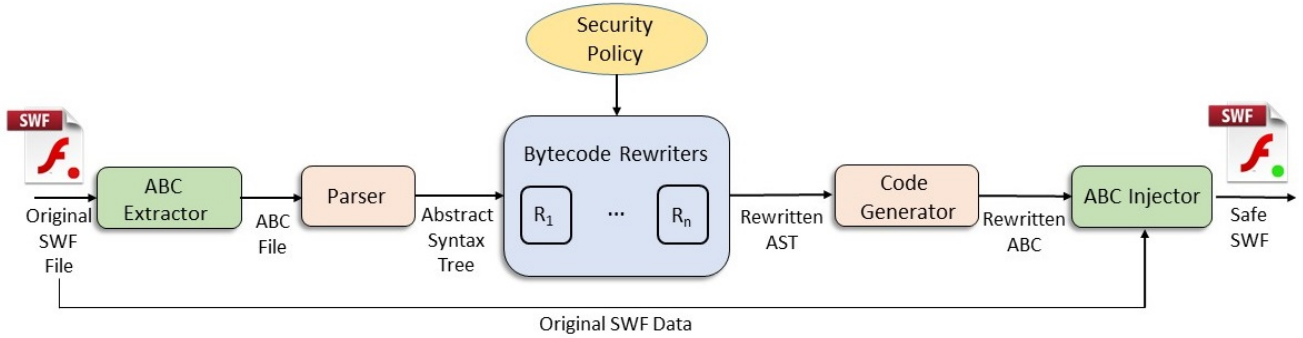 Security
Policy
SWF
SWF
Bytecode Rewriters
ABC
Extractor
Parser
R1
...
Rn
Code
Generator
ABC Injector
Original
SWF
File
ABC
File
Abstract
Syntax
Tree
Rewritten
AST
Rewritten
ABC
Safe
SWF
Original SWF Data